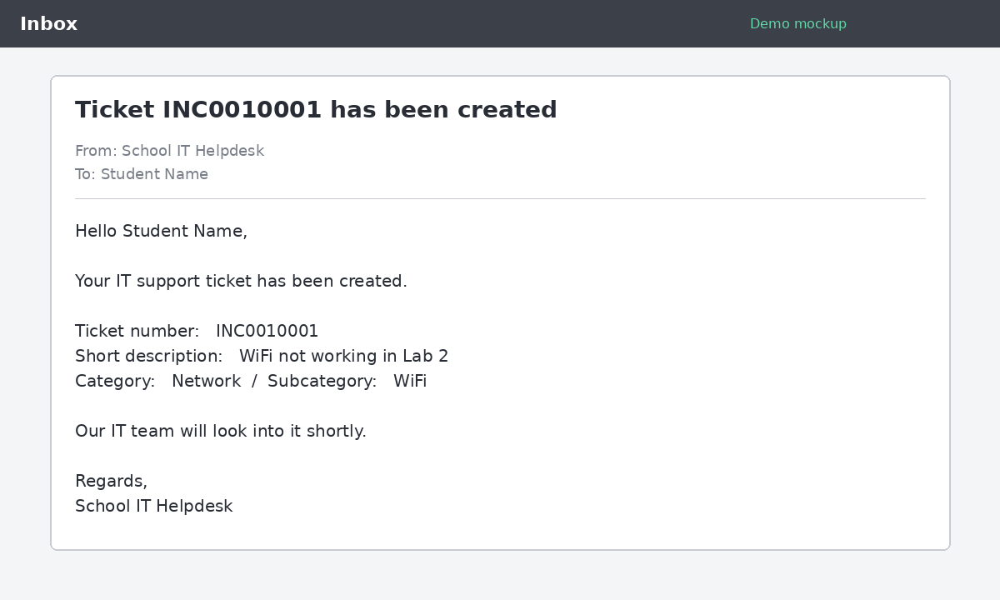 Inbox
Demo mockup
Ticket INC0010001 has been created
From: School IT Helpdesk
To: Student Name
Hello Student Name,
Your IT support ticket has been created.
Ticket number: INC0010001
Short description: WiFi not working in Lab 2
Category: Network / Subcategory: WiFi
Our IT team will look into it shortly.
Regards,
School IT Helpdesk